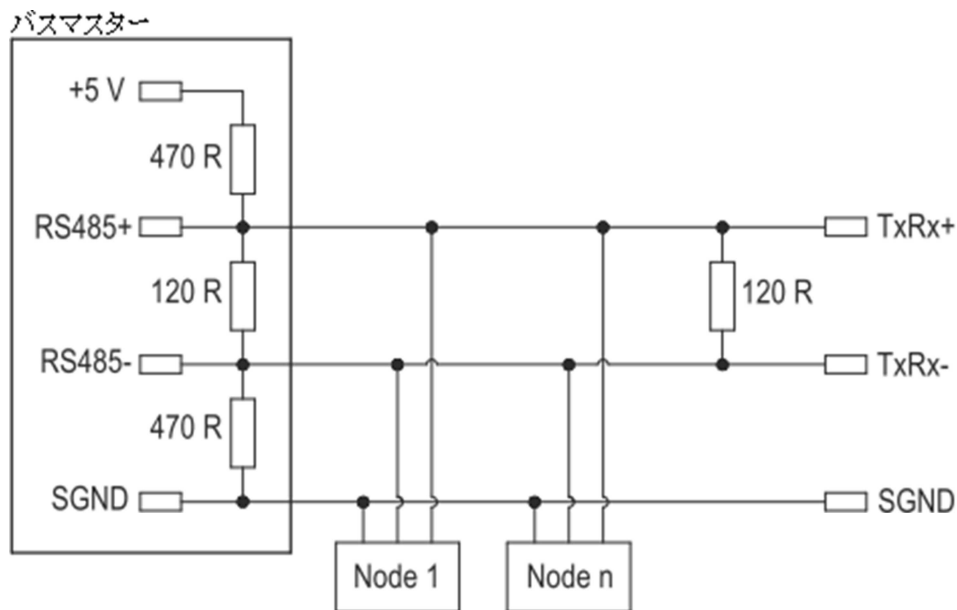 バスマスター
+5 V
470 R
RS485+
TxRx+
120 R
120 R
RS485-
TxRx-
470 R
SGND
SGND
Node 1
Node n